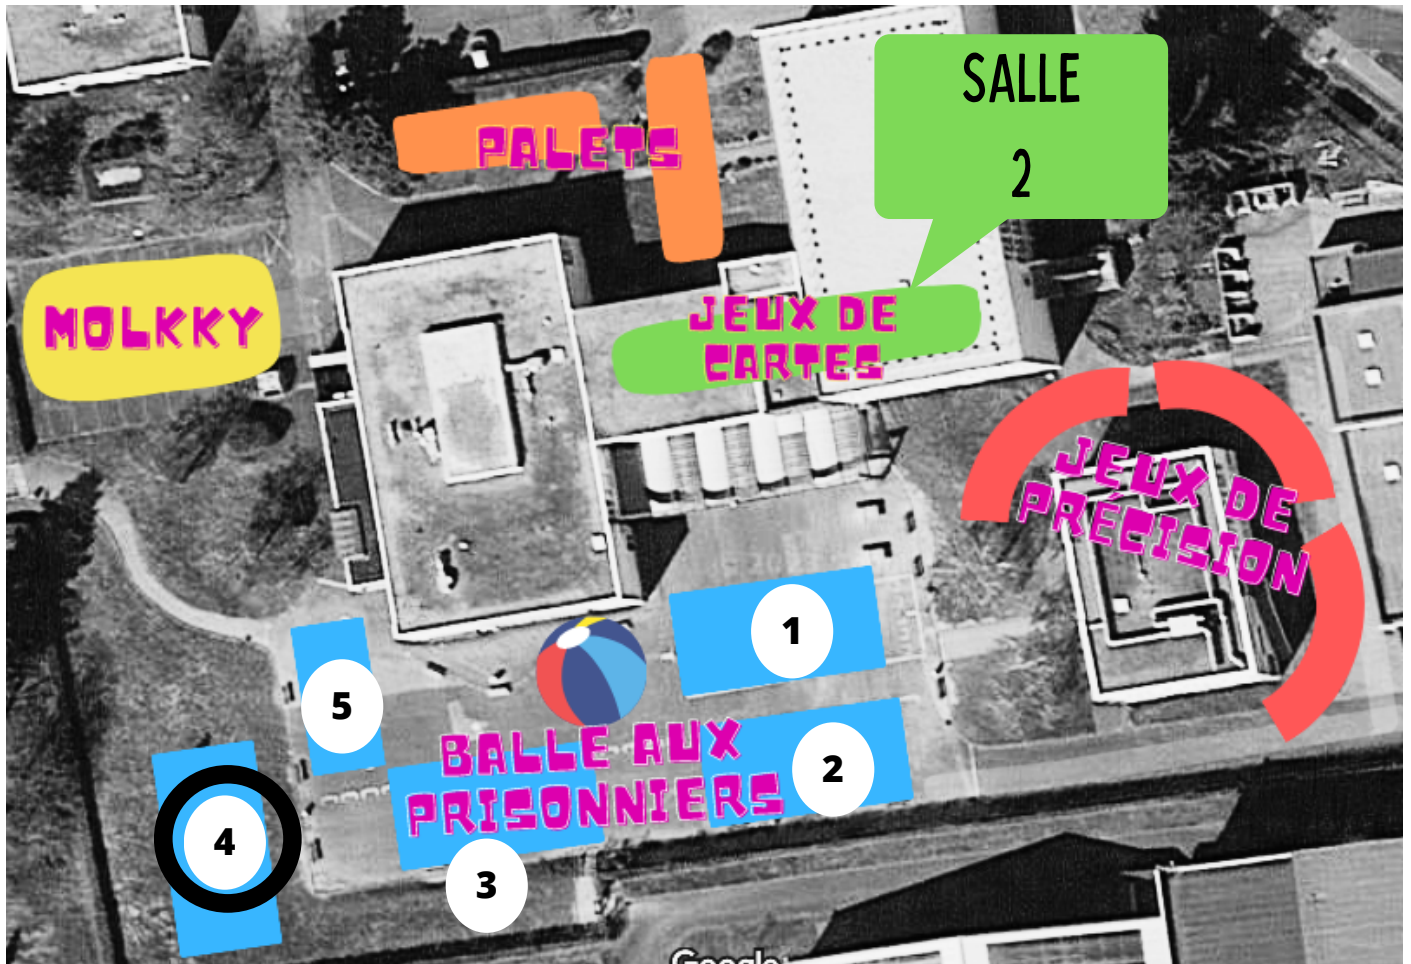 SALLE
2
PALETS
MOLKKY
JEUX DE
CARTES
JEUX DE
PRÉCISION
1
5
BALLE AUX
PRISONNIERS
2
4
3
Google